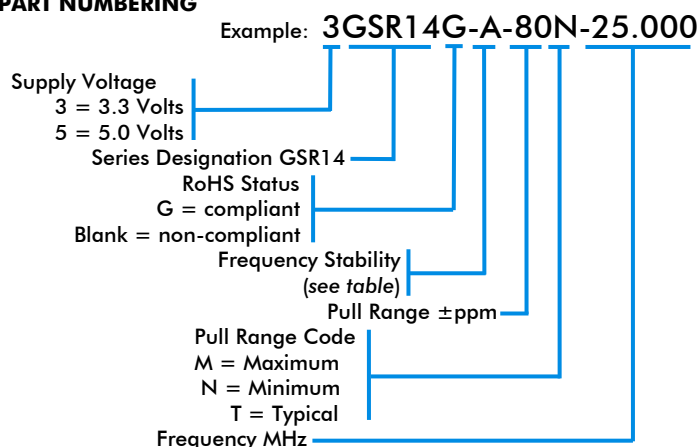 PART NUMBERING
Example: 3GSR14G-A-80N-25.000
Supply Voltage
3 = 3.3 Volts
5 = 5.0 Volts
Series Designation GSR14
RoHS Status
G = compliant
Blank = non-compliant
Frequency Stability
(see table)
Pull Range ±ppm
Pull Range Code
M = Maximum
N = Minimum
T = Typical
Frequency MHz